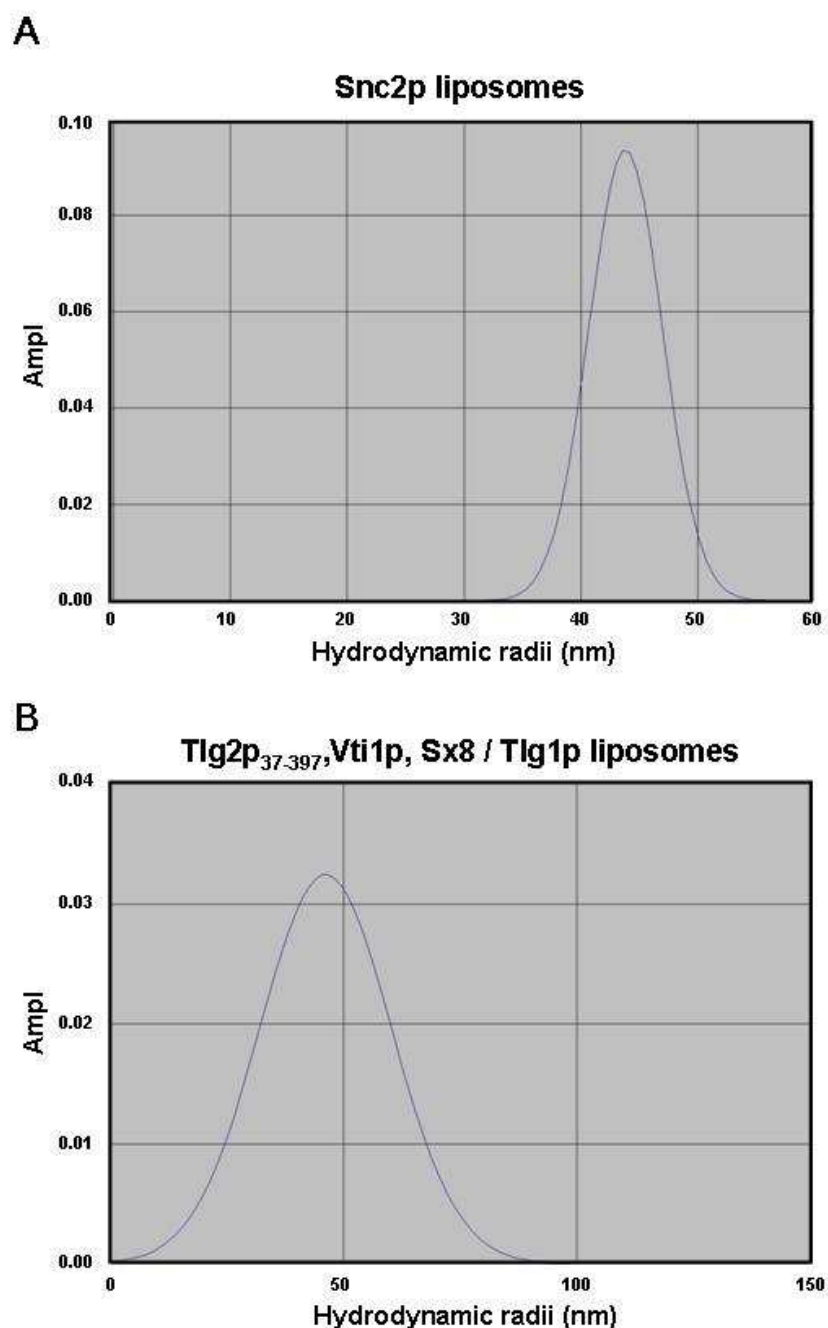 A
Snc2p liposomes
0.10
0.08
0.06
0.04
0.02
0.00
Ampl
0 10 20 30 40 50 60
Hydrodynamic radii (nm)
B
Tlg2p37-397,Vti1p, Sx8 / Tlg1p liposomes
0.04
0.03
0.02
0.01
0.00
Ampl
0 50 100 150
Hydrodynamic radii (nm)